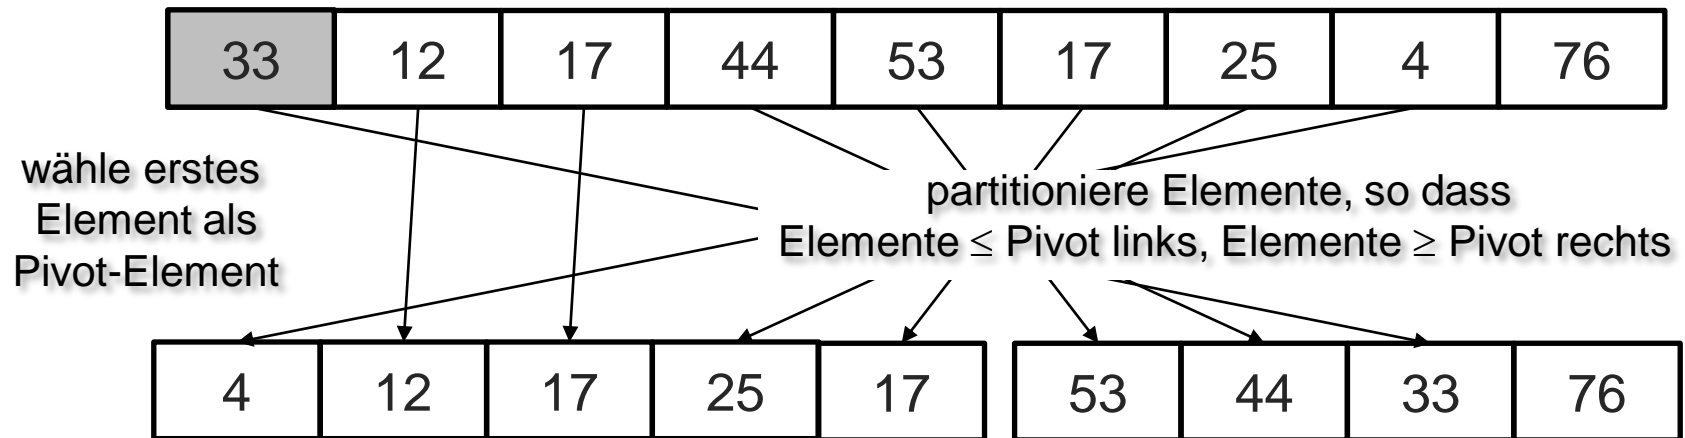 33 12 17 44 53 17 25 4 76
wähle erstes
Element als
Pivot-Element
partitioniere Elemente, so dass
Elemente ≤ Pivot links, Elemente ≥ Pivot rechts
4 12 17 25 17 53 44 33 76